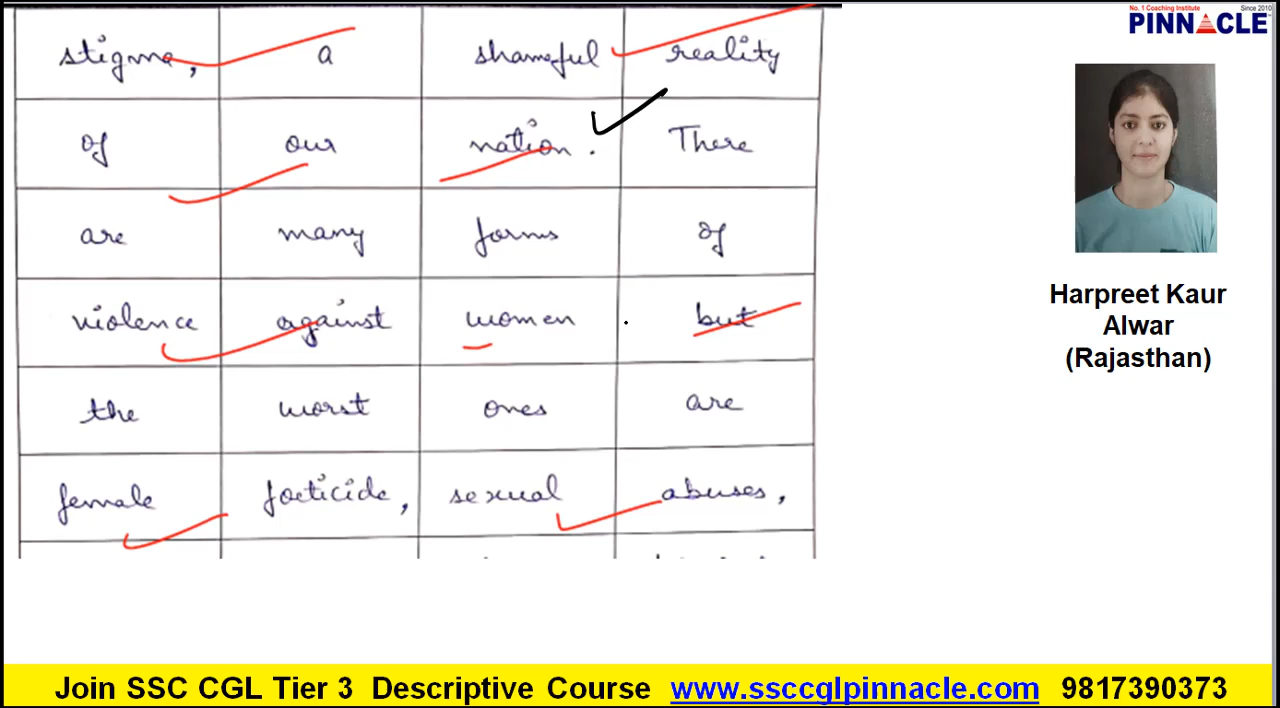 No. 1 Coaching Institute Since 2010
PINNACLE
stigma, a shameful reality
of our nation. There
are many forms of
violence against women but
the worst ones are
female foeticide, sexual abuses,
Harpreet Kaur
Alwar
(Rajasthan)
Join SSC CGL Tier 3 Descriptive Course www.ssccglpinnacle.com 9817390373